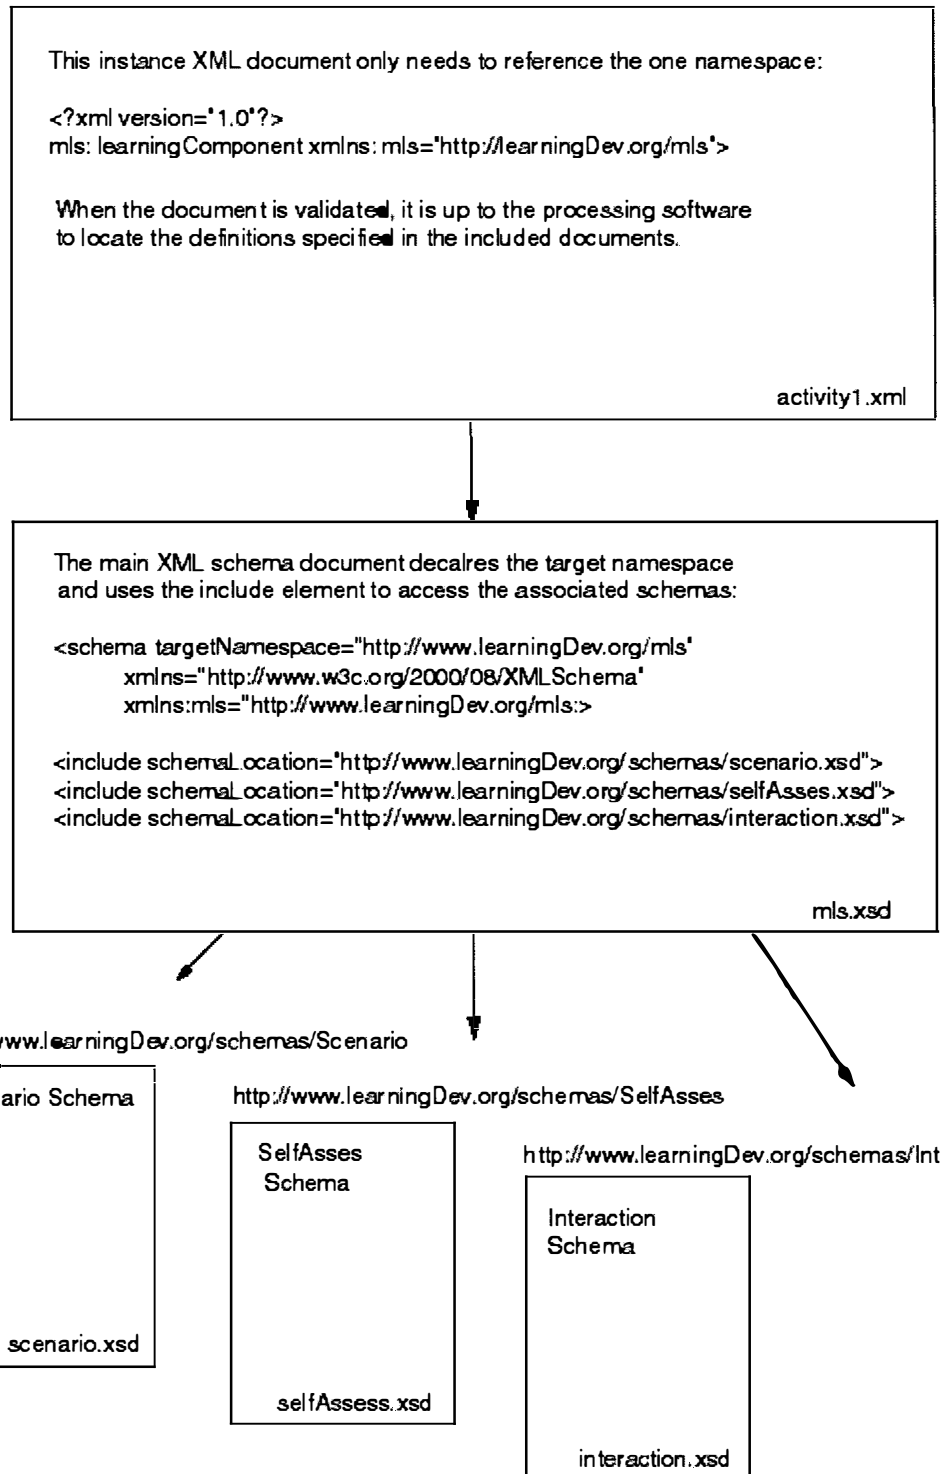 This instance XML document only needs to reference the one namespace:
<?xml version="1.0"?>
mls: learningComponent xmlns: mls="http://learningDev.org/mls">
When the document is validated, it is up to the processing software
to locate the definitions specified in the included documents.
activity1.xml
The main XML schema document decalres the target namespace
and uses the include element to access the associated schemas:
<schema targetNamespace="http://www.learningDev.org/mls"
xmlns="http://www.w3c.org/2000/08/XMLSchema"
xmlns:mls="http://www.learningDev.org/mls:>
<include schemaLocation="http://www.learningDev.org/schemas/scenario.xsd">
<include schemaLocation="http://www.learningDev.org/schemas/selfAsses.xsd">
<include schemaLocation="http://www.learningDev.org/schemas/interaction.xsd">
mls.xsd
www.learningDev.org/schemas/Scenario
ario Schema
scenario.xsd
http://www.learningDev.org/schemas/SelfAsses
SelfAsses
Schema
selfAssess.xsd
http://www.learningDev.org/schemas/Int
Interaction
Schema
interaction.xsd